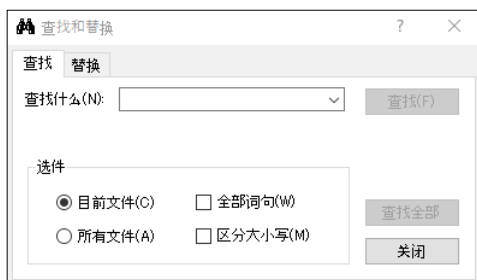 查找和替换
查找 替换
查找什么(N): 查找(F)
选件
目前文件(C) 全部词句(W)
查找全部
所有文件(A) 区分大小写(M)
关闭